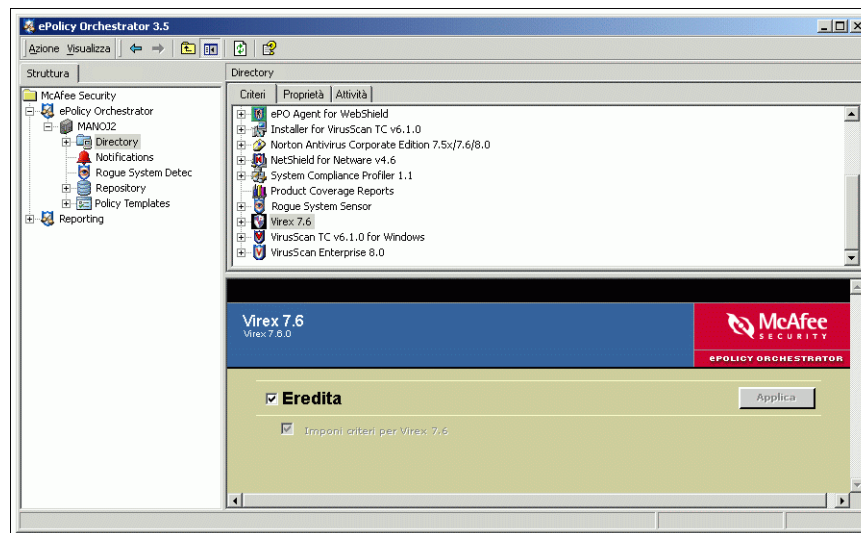 ePolicy Orchestrator 3.5
Azione Visualizza
Struttura
Directory
McAfee Security
ePolicy Orchestrator
MANOJ2
Directory
Notifications
Rogue System Detec
Repository
Policy Templates
Reporting
Criteri Proprietà Attività
ePO Agent for WebShield
Installer for VirusScan TC v6.1.0
Norton Antivirus Corporate Edition 7.5x/7.6/8.0
NetShield for Netware v4.6
System Compliance Profiler 1.1
Product Coverage Reports
Rogue System Sensor
Virex 7.6
VirusScan TC v6.1.0 for Windows
VirusScan Enterprise 8.0
Virex 7.6
Virex 7.6.0
McAfee
SECURITY
ePOLICY ORCHESTRATOR
Eredita
Applica
Imponi criteri per Virex 7.6